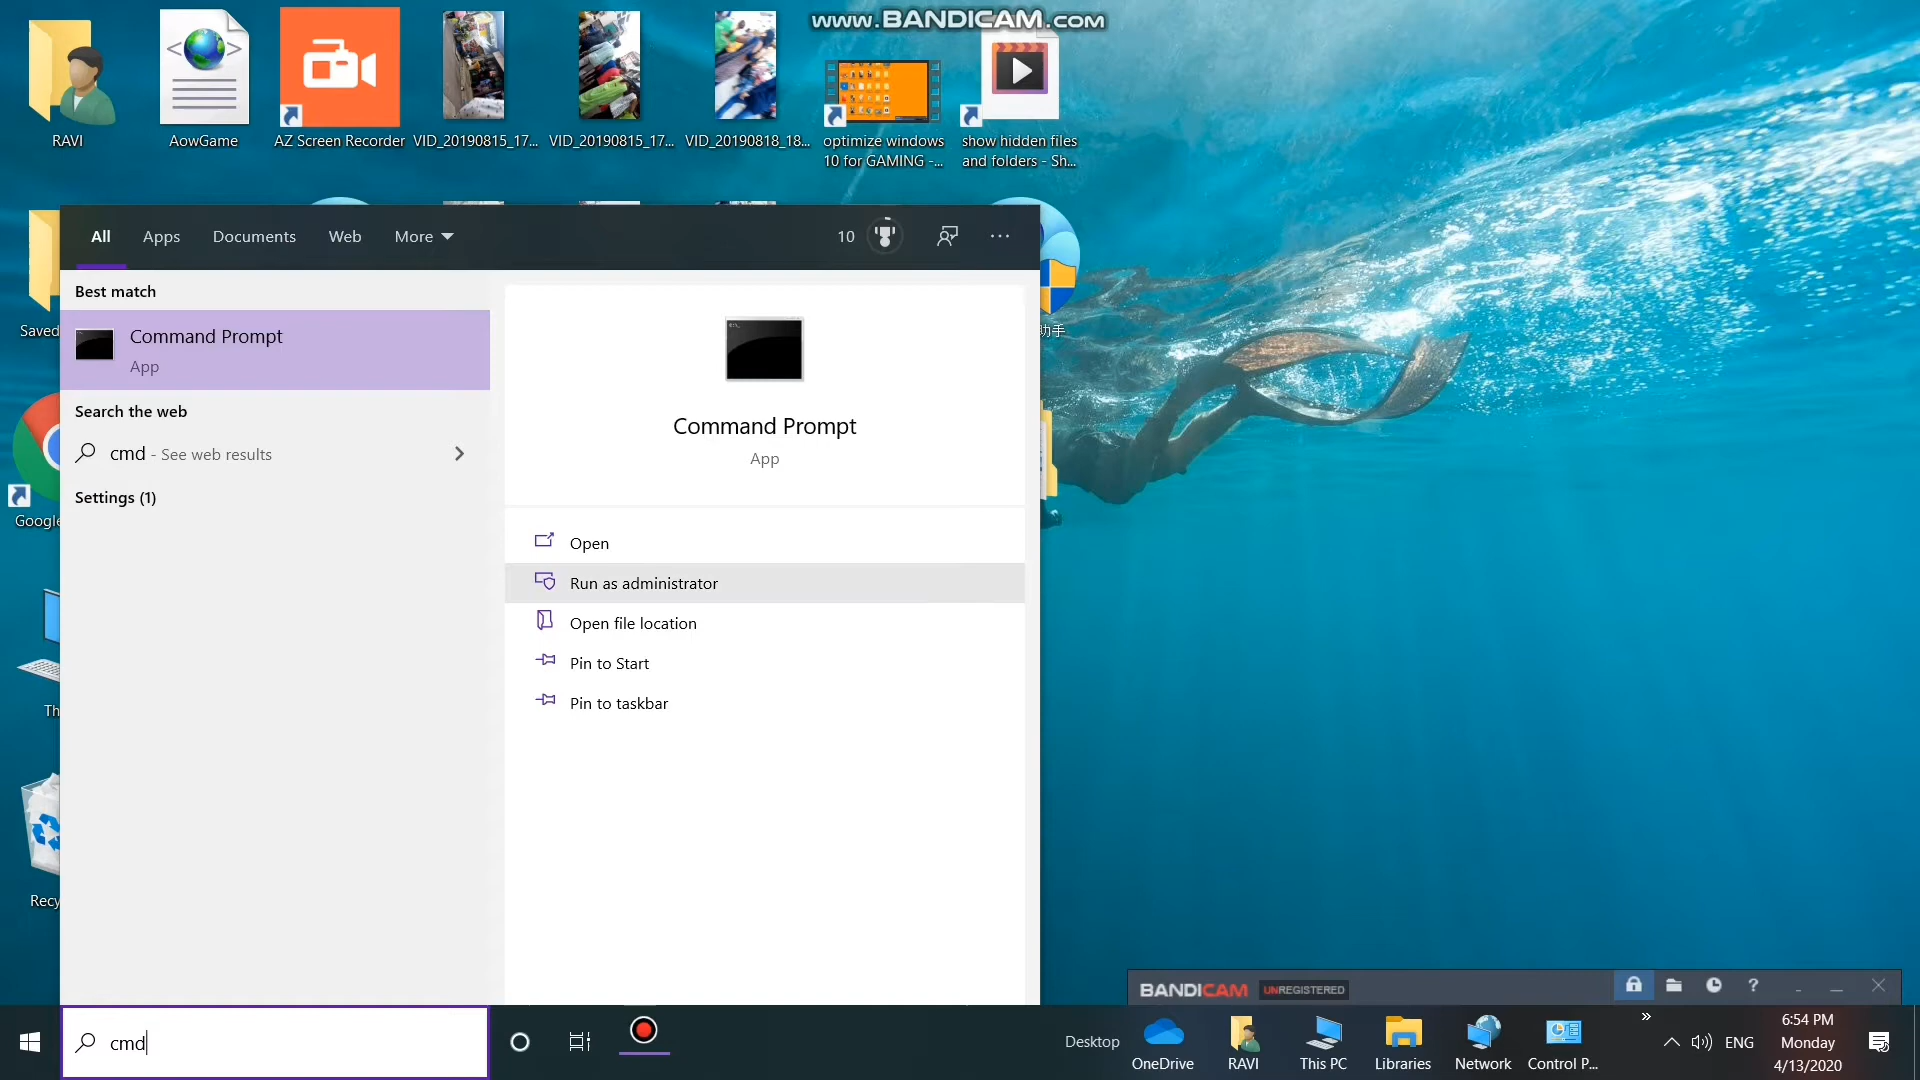 www.BANDICAM.com
RAVI
AowGame
AZ Screen Recorder
VID_20190815_17...
VID_20190815_17...
VID_20190818_18...
optimize windows
10 for GAMING -...
show hidden files
and folders - Sh...
All
Apps
Documents
Web
More
10
Best match
Command Prompt
App
Search the web
cmd - See web results
Settings (1)
Command Prompt
App
Open
Run as administrator
Open file location
Pin to Start
Pin to taskbar
Saved
助手
Google
Th
Recy
BANDICAM UNREGISTERED
cmd
Desktop
OneDrive
RAVI
This PC
Libraries
Network
Control P...
ENG
6:54 PM
Monday
4/13/2020